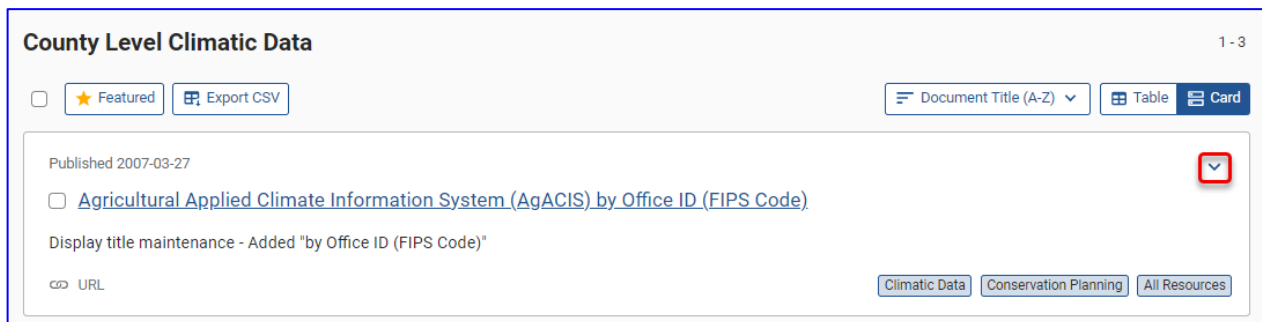 County Level Climatic Data
1 - 3
Featured
Export CSV
Document Title (A-Z)
Table
Card
Published 2007-03-27
Agricultural Applied Climate Information System (AgACIS) by Office ID (FIPS Code)
Display title maintenance - Added "by Office ID (FIPS Code)"
URL
Climatic Data
Conservation Planning
All Resources